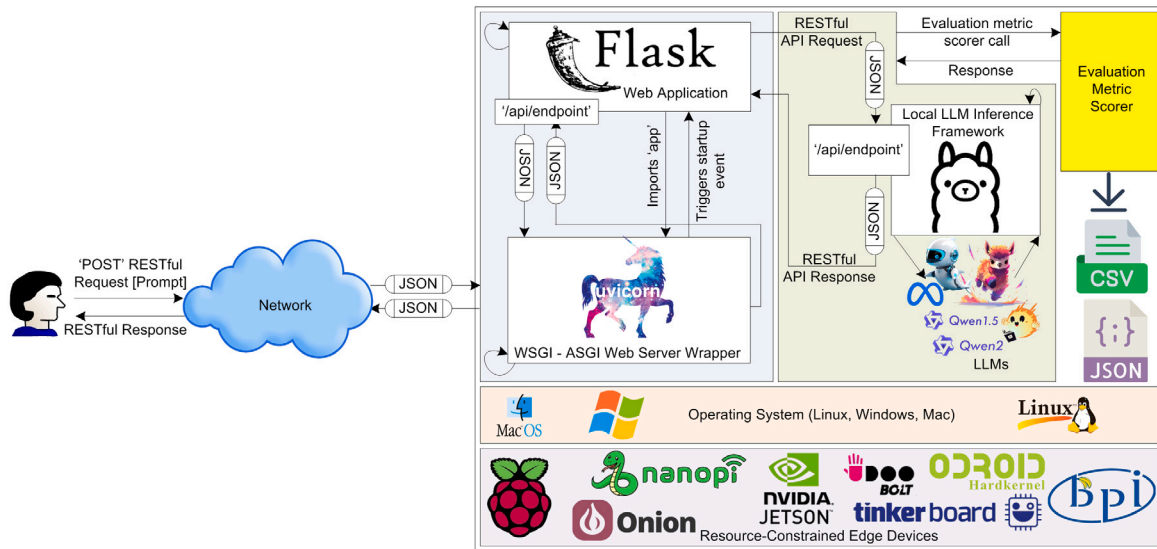 'POST' RESTful
Request [Prompt]
RESTful Response
Network
JSON
JSON
Flask
Web Application
'/api/endpoint'
JSON
JSON
Imports 'app'
Triggers startup
event
uvicorn
WSGI - ASGI Web Server Wrapper
RESTful
API Request
JSON
'/api/endpoint'
JSON
RESTful
API Response
Evaluation metric
scorer call
Response
Local LLM Inference
Framework
Qwen1.5
Qwen2
LLMs
Evaluation
Metric
Scorer
CSV
{;}
JSON
Mac OS
Operating System (Linux, Windows, Mac)
Linux
nanopi
Onion
NVIDIA.
JETSON™
UDOO
BOLT
ODROID
Hardkernel
tinker board
bpi
Resource-Constrained Edge Devices